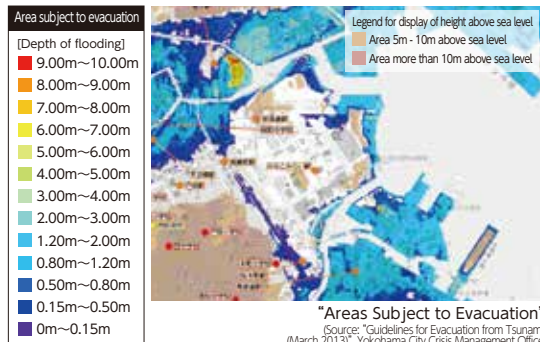 Area subject to evacuation
[Depth of flooding]
9.00m～10.00m
8.00m～9.00m
7.00m～8.00m
6.00m～7.00m
5.00m～6.00m
4.00m～5.00m
3.00m～4.00m
2.00m～3.00m
1.20m～2.00m
0.80m～1.20m
0.50m～0.80m
0.15m～0.50m
0m～0.15m
Legend for display of height above sea level
Area 5m - 10m above sea level
Area more than 10m above sea level
"Areas Subject to Evacuation"
(Source: "Guidelines for Evacuation from Tsunam
(March 2013)", Yokohama City Crisis Management Office